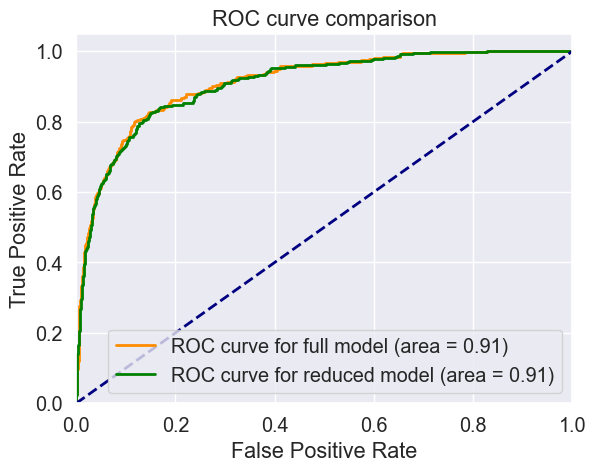 ROC curve comparison
True Positive Rate
1.0
0.8
0.6
0.4
0.2
0.0
ROC curve for full model (area = 0.91)
ROC curve for reduced model (area = 0.91)
0.0 0.2 0.4 0.6 0.8 1.0
False Positive Rate